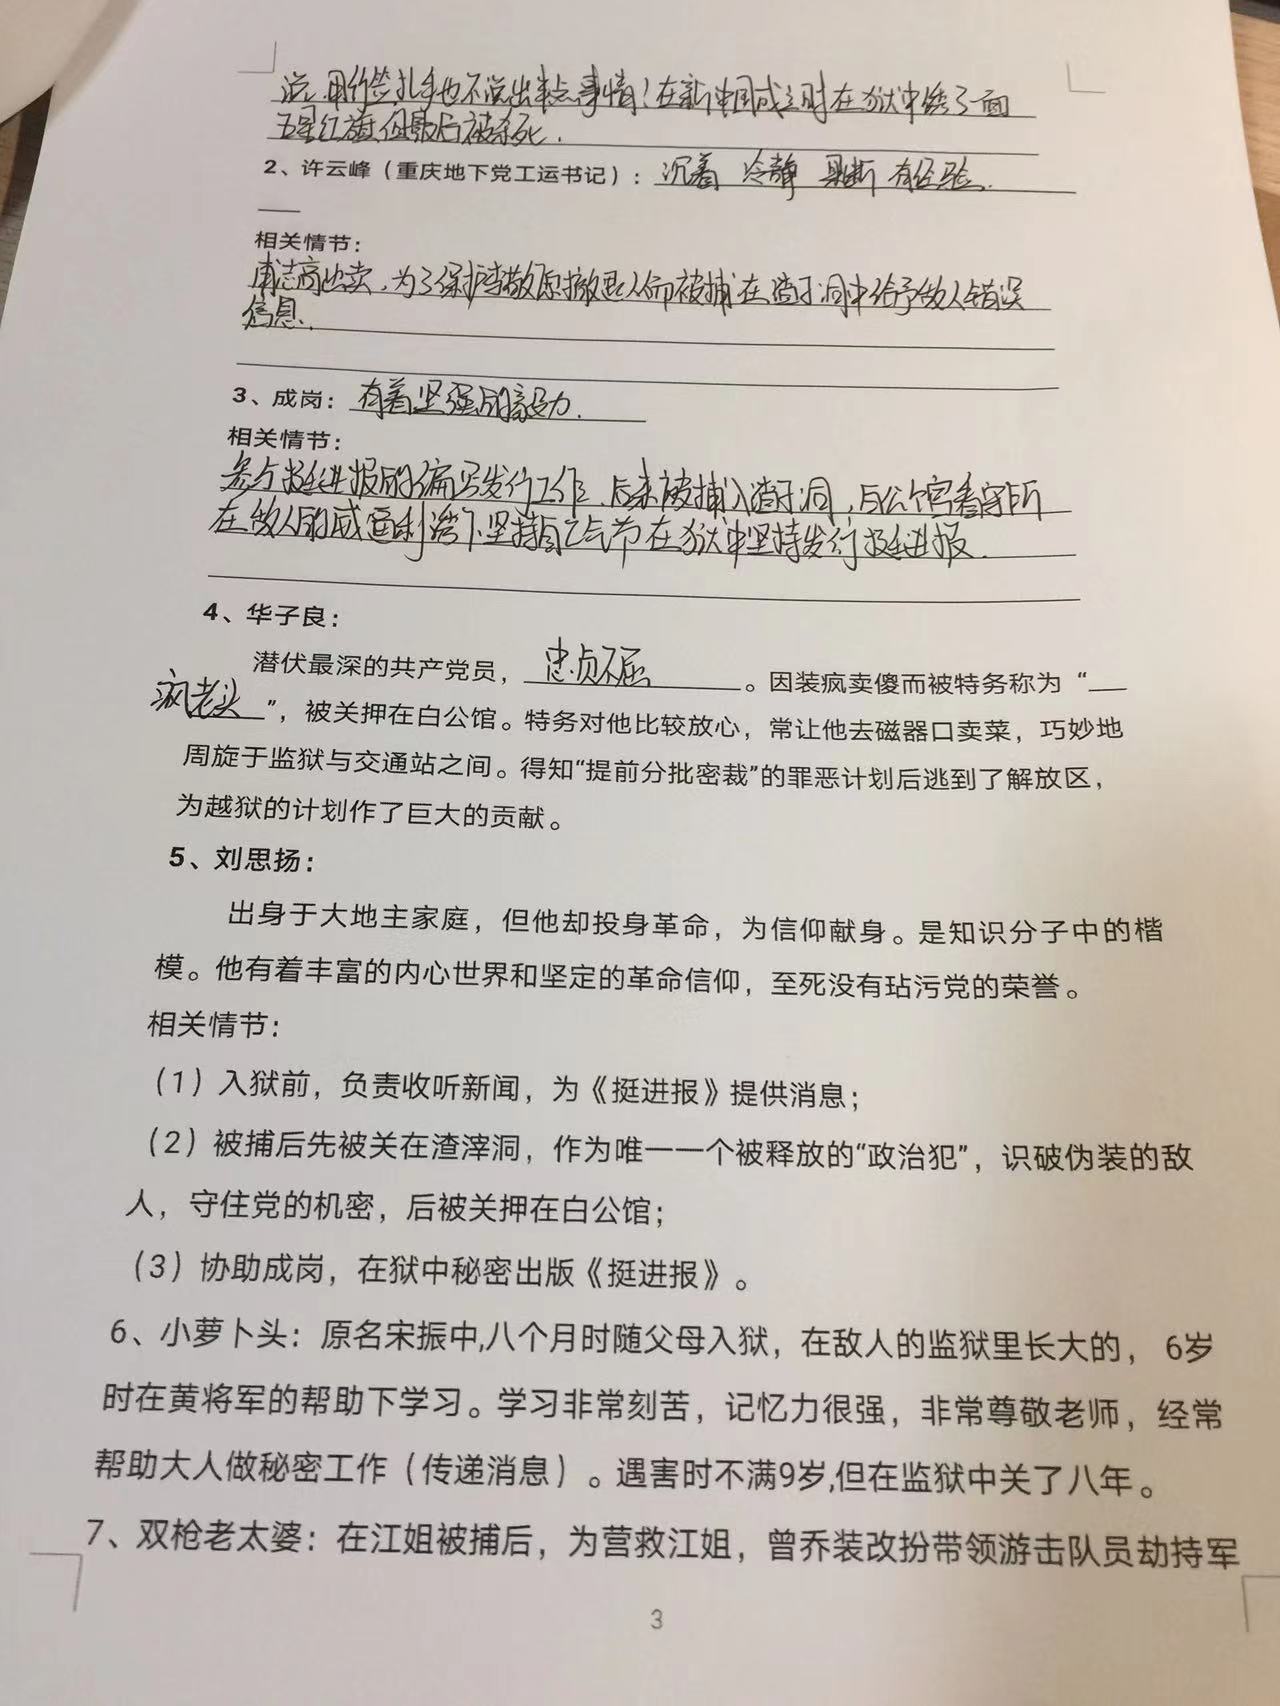 说,用竹签扎手也不说出半点事情!在新中国成立时在狱中绣了一面
五星红旗,但最后被杀死.
2、许云峰（重庆地下党工运书记）：沉着 冷静 果断 有经验.
相关情节：
甫志高出卖,为了保护李敬原撤退人而被捕在渣子洞中给予敌人错误
信息.
3、成岗：有着坚强的毅力.
相关情节：
参与挺进报的编写发行工作,后来被捕入渣子洞,白公馆看守所
在敌人的威逼利诱下坚持自己气节在狱中坚持发行挺进报.
4、华子良：
潜伏最深的共产党员，忠贞不屈。因装疯卖傻而被特务称为“
疯老头”，被关押在白公馆。特务对他比较放心，常让他去磁器口卖菜，巧妙地
周旋于监狱与交通站之间。得知“提前分批密裁”的罪恶计划后逃到了解放区，
为越狱的计划作了巨大的贡献。
5、刘思扬：
出身于大地主家庭，但他却投身革命，为信仰献身。是知识分子中的楷
模。他有着丰富的内心世界和坚定的革命信仰，至死没有玷污党的荣誉。
相关情节：
（1）入狱前，负责收听新闻，为《挺进报》提供消息；
（2）被捕后先被关在渣滓洞，作为唯一一个被释放的“政治犯”，识破伪装的敌
人，守住党的机密，后被关押在白公馆；
（3）协助成岗，在狱中秘密出版《挺进报》。
6、小萝卜头：原名宋振中,八个月时随父母入狱，在敌人的监狱里长大的， 6岁
时在黄将军的帮助下学习。学习非常刻苦，记忆力很强，非常尊敬老师，经常
帮助大人做秘密工作（传递消息）。遇害时不满9岁,但在监狱中关了八年。
7、双枪老太婆：在江姐被捕后，为营救江姐，曾乔装改扮带领游击队员劫持军
3